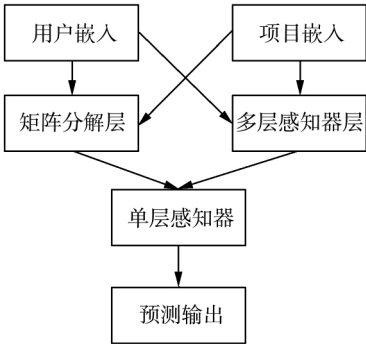 用户嵌入
项目嵌入
矩阵分解层
多层感知器层
单层感知器
预测输出